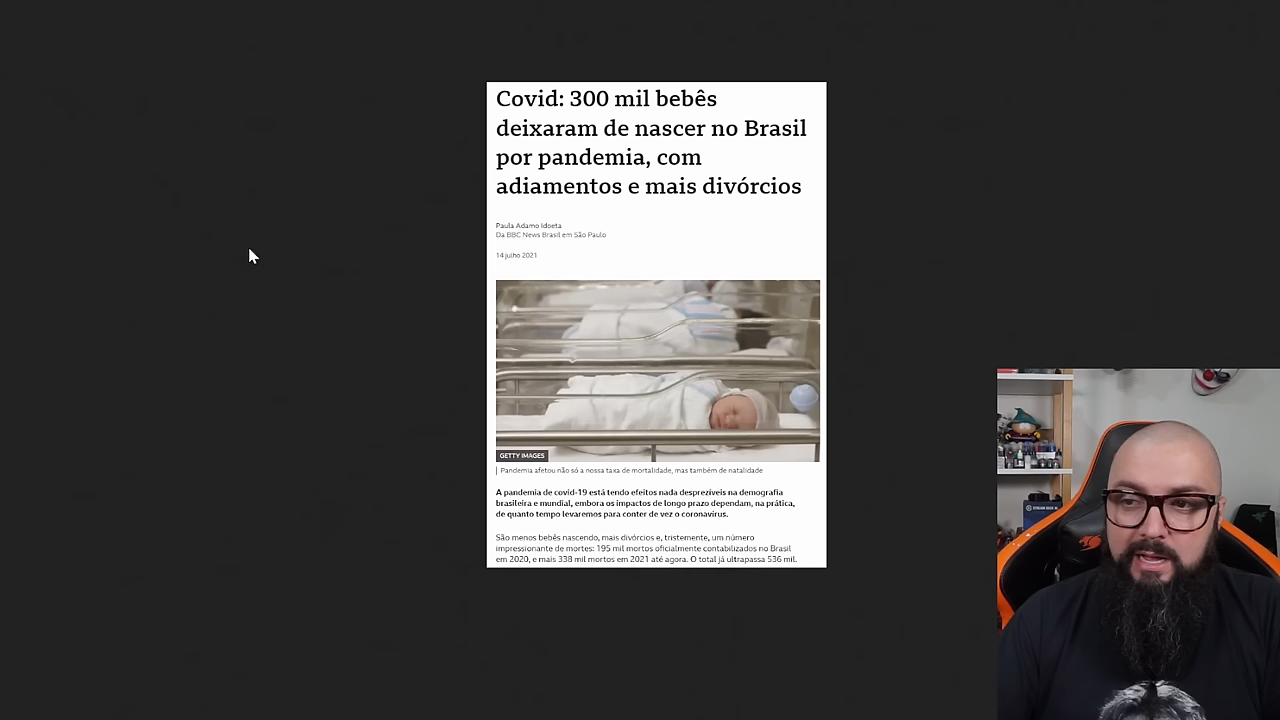 Covid: 300 mil bebês
deixaram de nascer no Brasil
por pandemia, com
adiamentos e mais divórcios
Paula Adamo Idoeta
Da BBC News Brasil em São Paulo
14 julho 2021
GETTY IMAGES
Pandemia afetou não só a nossa taxa de mortalidade, mas também de natalidade
A pandemia de covid-19 está tendo efeitos nada desprezíveis na demografia
brasileira e mundial, embora os impactos de longo prazo dependam, na prática,
de quanto tempo levaremos para conter de vez o coronavírus.
São menos bebês nascendo, mais divórcios e, tristemente, um número
impressionante de mortes: 195 mil mortos oficialmente contabilizados no Brasil
em 2020, e mais 338 mil mortos em 2021 até agora. O total já ultrapassa 536 mil.